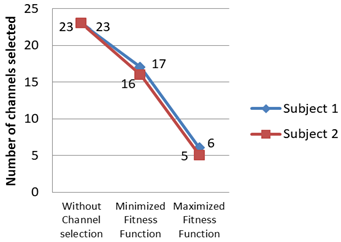 25
20
15
10
5
0
Number of channels selected
23 23
17
16
6
5
Without Channel selection
Minimized Fitness Function
Maximized Fitness Function
Subject 1
Subject 2